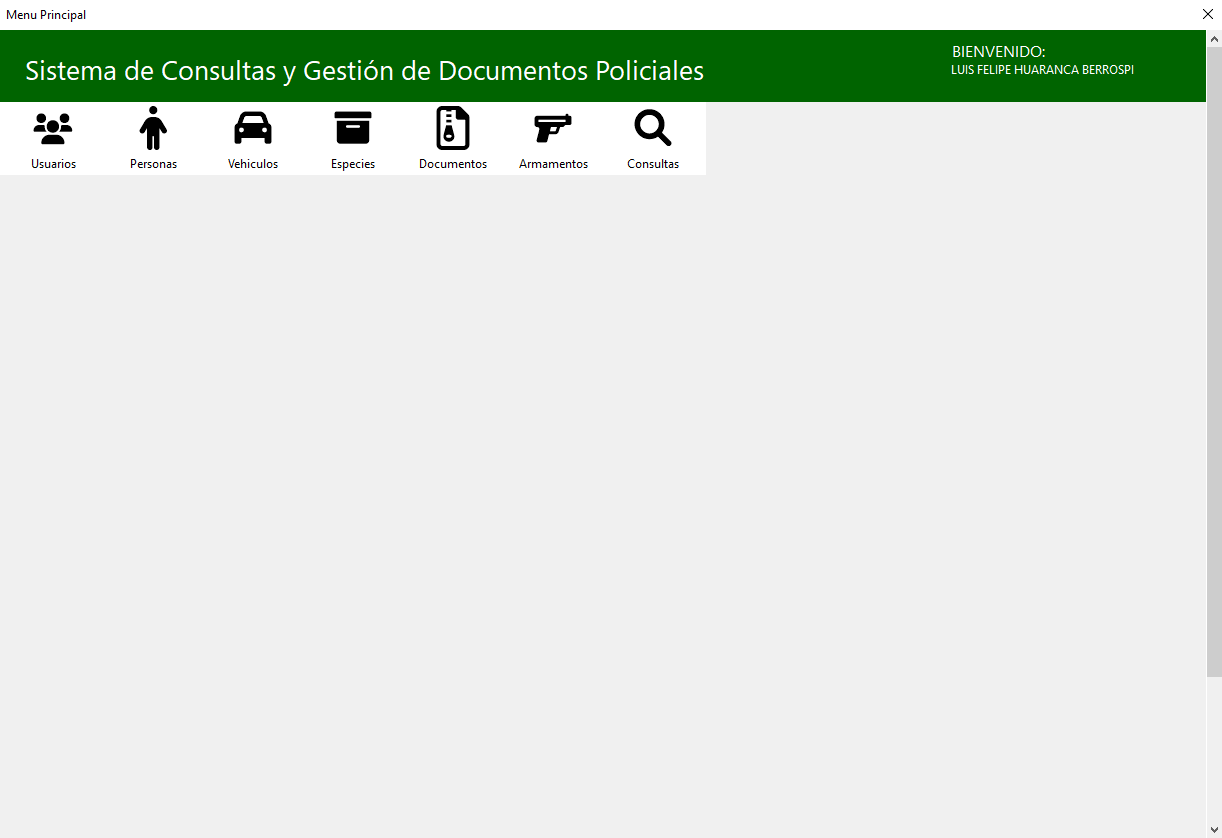 Menu Principal
Sistema de Consultas y Gestión de Documentos Policiales
BIENVENIDO:
LUIS FELIPE HUARANCA BERROSPI
Usuarios
Personas
Vehiculos
Especies
Documentos
Armamentos
Consultas